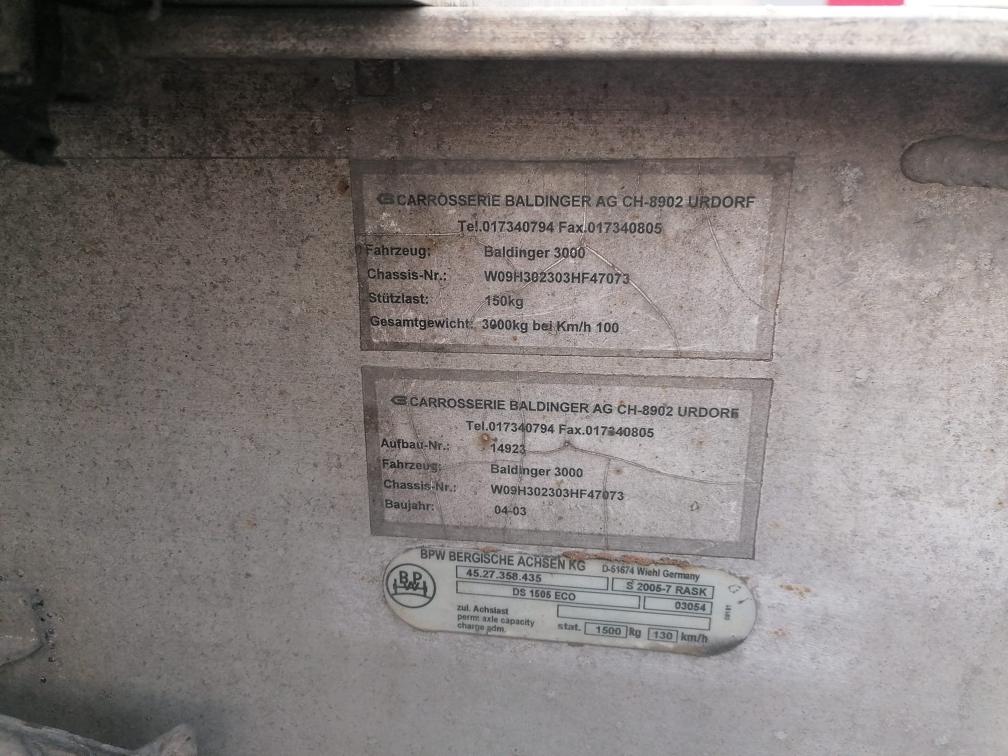 CARROSSERIE BALDINGER AG CH-8902 URDORF
Tel.017340794 Fax.017340805
Fahrzeug: Baldinger 3000
Chassis-Nr.: W09H302303HF47073
Stützlast: 150kg
Gesamtgewicht: 3000kg bei Km/h 100
CARROSSERIE BALDINGER AG CH-8902 URDORF
Tel.017340794 Fax.017340805
Aufbau-Nr.: 14923
Fahrzeug: Baldinger 3000
Chassis-Nr.: W09H302303HF47073
Baujahr: 04-03
BPW BERGISCHE ACHSEN KG D-51674 Wiehl Germany
BPW
45.27.358.435 S 2005-7 RASK
DS 1505 ECO 03054
zul. Achslast
perm axle capacity
charge adm.
stat. 1500 kg 130 km/h